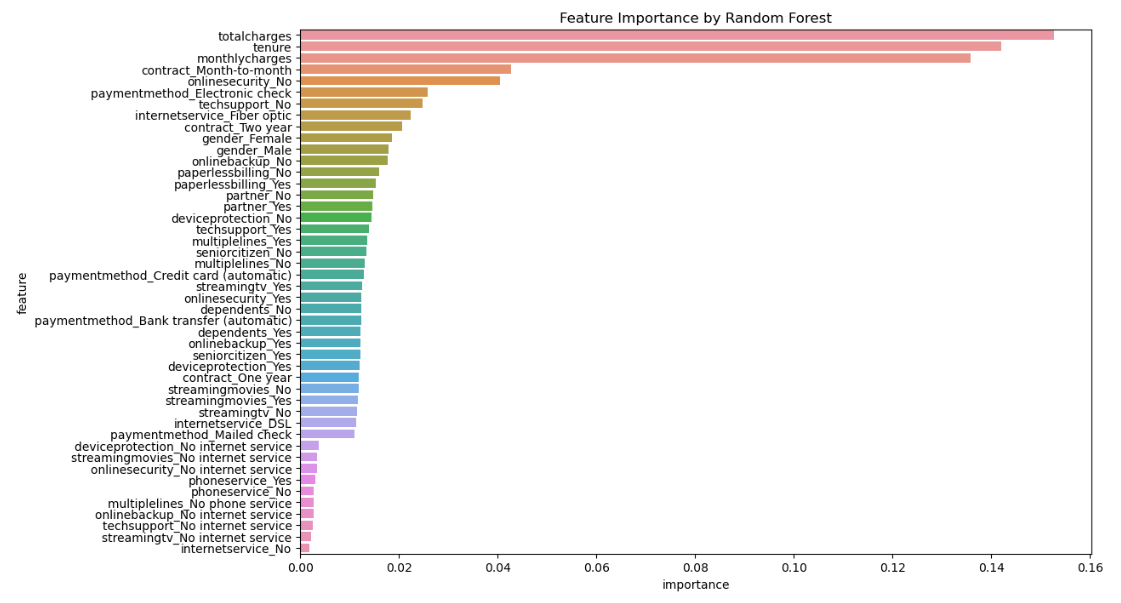 Feature Importance by Random Forest
totalcharges
tenure
monthlycharges
contract_Month-to-month
onlinesecurity_No
paymentmethod_Electronic check
techsupport_No
internetservice_Fiber optic
contract_Two year
gender_Female
gender_Male
onlinebackup_No
paperlessbilling_No
paperlessbilling_Yes
partner_No
partner_Yes
deviceprotection_No
techsupport_Yes
multiplelines_Yes
seniorcitizen_No
multiplelines_No
paymentmethod_Credit card (automatic)
streamingtv_Yes
onlinesecurity_Yes
dependents_No
paymentmethod_Bank transfer (automatic)
dependents_Yes
onlinebackup_Yes
seniorcitizen_Yes
deviceprotection_Yes
contract_One year
streamingmovies_No
streamingmovies_Yes
streamingtv_No
internetservice_DSL
paymentmethod_Mailed check
deviceprotection_No internet service
streamingmovies_No internet service
onlinesecurity_No internet service
phoneservice_Yes
phoneservice_No
multiplelines_No phone service
onlinebackup_No internet service
techsupport_No internet service
streamingtv_No internet service
internetservice_No
feature
0.00 0.02 0.04 0.06 0.08 0.10 0.12 0.14 0.16
importance